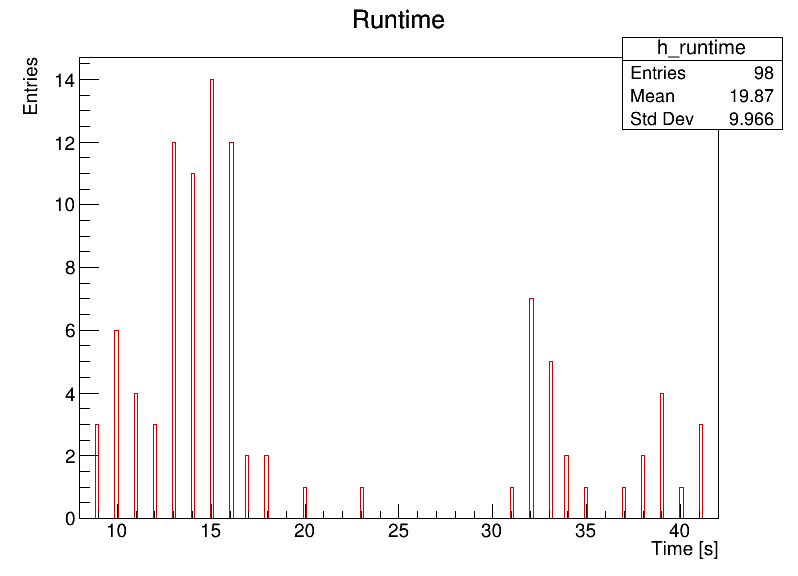 Runtime
h_runtime
Entries 98
Mean 19.87
Std Dev 9.966
Entries
14
12
10
8
6
4
2
0
10 15 20 25 30 35 40
Time [s]